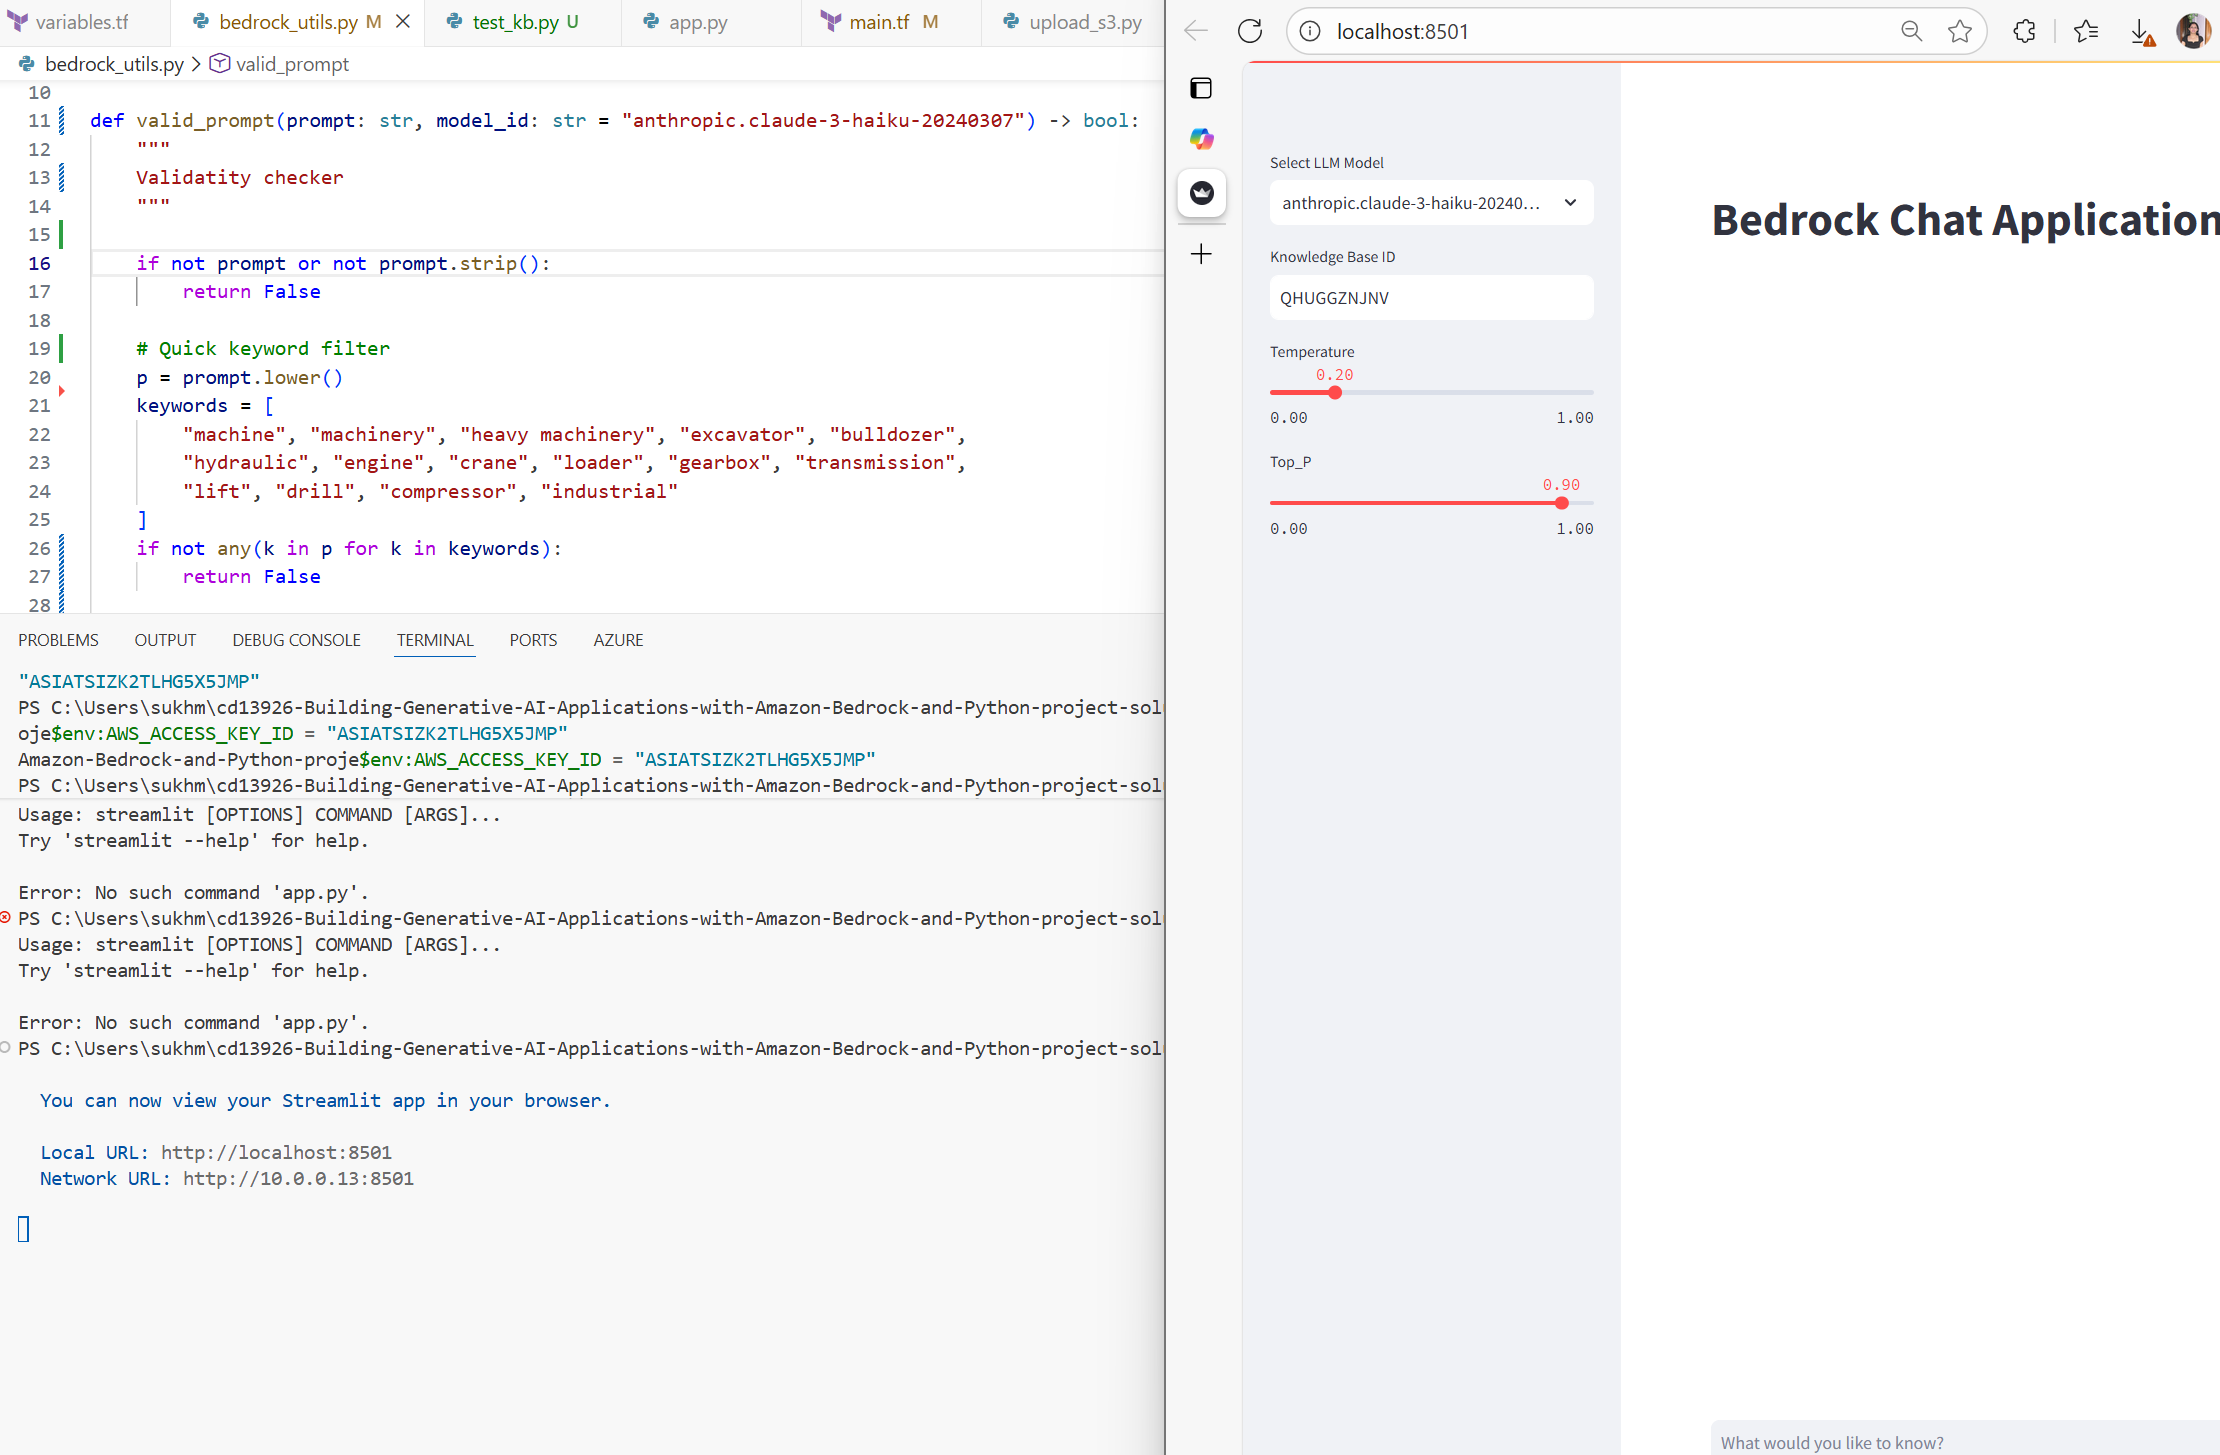 variables.tf
bedrock_utils.py M
test_kb.py U
app.py
main.tf M
upload_s3.py
bedrock_utils.py > valid_prompt
10
11 def valid_prompt(prompt: str, model_id: str = "anthropic.claude-3-haiku-20240307") -> bool:
12 """
13 Validatity checker
14 """
15
16 if not prompt or not prompt.strip():
17 return False
18
19 # Quick keyword filter
20 p = prompt.lower()
21 keywords = [
22 "machine", "machinery", "heavy machinery", "excavator", "bulldozer",
23 "hydraulic", "engine", "crane", "loader", "gearbox", "transmission",
24 "lift", "drill", "compressor", "industrial"
25 ]
26 if not any(k in p for k in keywords):
27 return False
28
PROBLEMS OUTPUT DEBUG CONSOLE TERMINAL PORTS AZURE
"ASIATSIZK2TLHG5X5JMP"
PS C:\Users\sukhm\cd13926-Building-Generative-AI-Applications-with-Amazon-Bedrock-and-Python-project-sol
oje$env:AWS_ACCESS_KEY_ID = "ASIATSIZK2TLHG5X5JMP"
Amazon-Bedrock-and-Python-proje$env:AWS_ACCESS_KEY_ID = "ASIATSIZK2TLHG5X5JMP"
PS C:\Users\sukhm\cd13926-Building-Generative-AI-Applications-with-Amazon-Bedrock-and-Python-project-sol
Usage: streamlit [OPTIONS] COMMAND [ARGS]...
Try 'streamlit --help' for help.
Error: No such command 'app.py'.
PS C:\Users\sukhm\cd13926-Building-Generative-AI-Applications-with-Amazon-Bedrock-and-Python-project-sol
Usage: streamlit [OPTIONS] COMMAND [ARGS]...
Try 'streamlit --help' for help.
Error: No such command 'app.py'.
PS C:\Users\sukhm\cd13926-Building-Generative-AI-Applications-with-Amazon-Bedrock-and-Python-project-sol
You can now view your Streamlit app in your browser.
Local URL: http://localhost:8501
Network URL: http://10.0.0.13:8501
localhost:8501
Select LLM Model
anthropic.claude-3-haiku-20240...
Knowledge Base ID
QHUGGZNJNV
Temperature
0.20
0.00 1.00
Top_P
0.90
0.00 1.00
Bedrock Chat Application
What would you like to know?